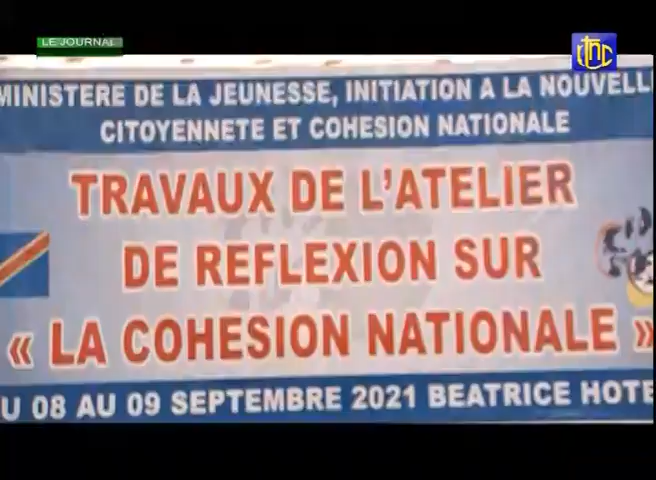 LE JOURNAL
rtnc
MINISTERE DE LA JEUNESSE, INITIATION A LA NOUVELL
CITOYENNETE ET COHESION NATIONALE
TRAVAUX DE L'ATELIER
DE REFLEXION SUR
« LA COHESION NATIONALE »
U 08 AU 09 SEPTEMBRE 2021 BEATRICE HOTE